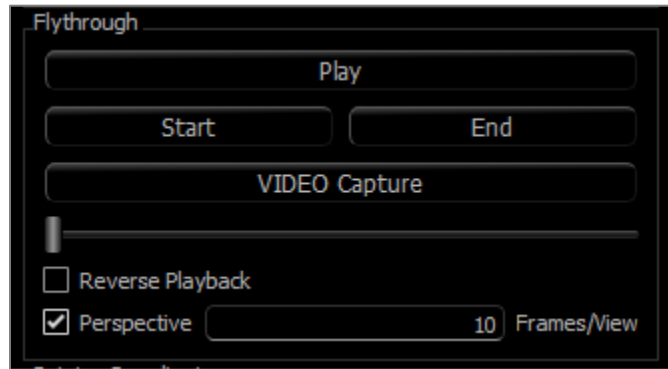 Flythrough
Play
Start End
VIDEO Capture
Reverse Playback
Perspective 10 Frames/View